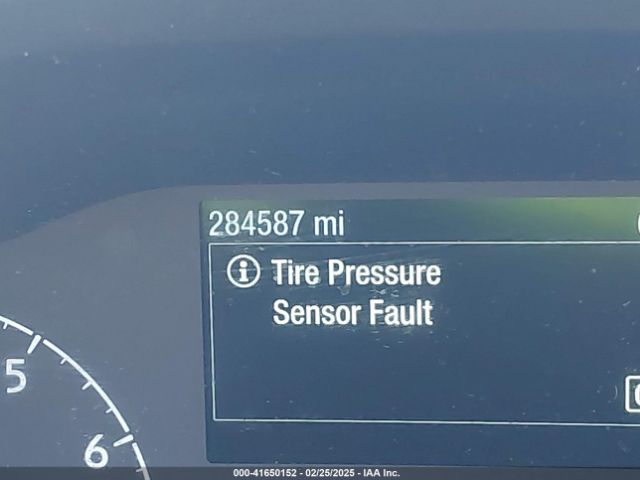 284587 mi
Tire Pressure
Sensor Fault
5
6
000-41650152 - 02/25/2025 - IAA Inc.